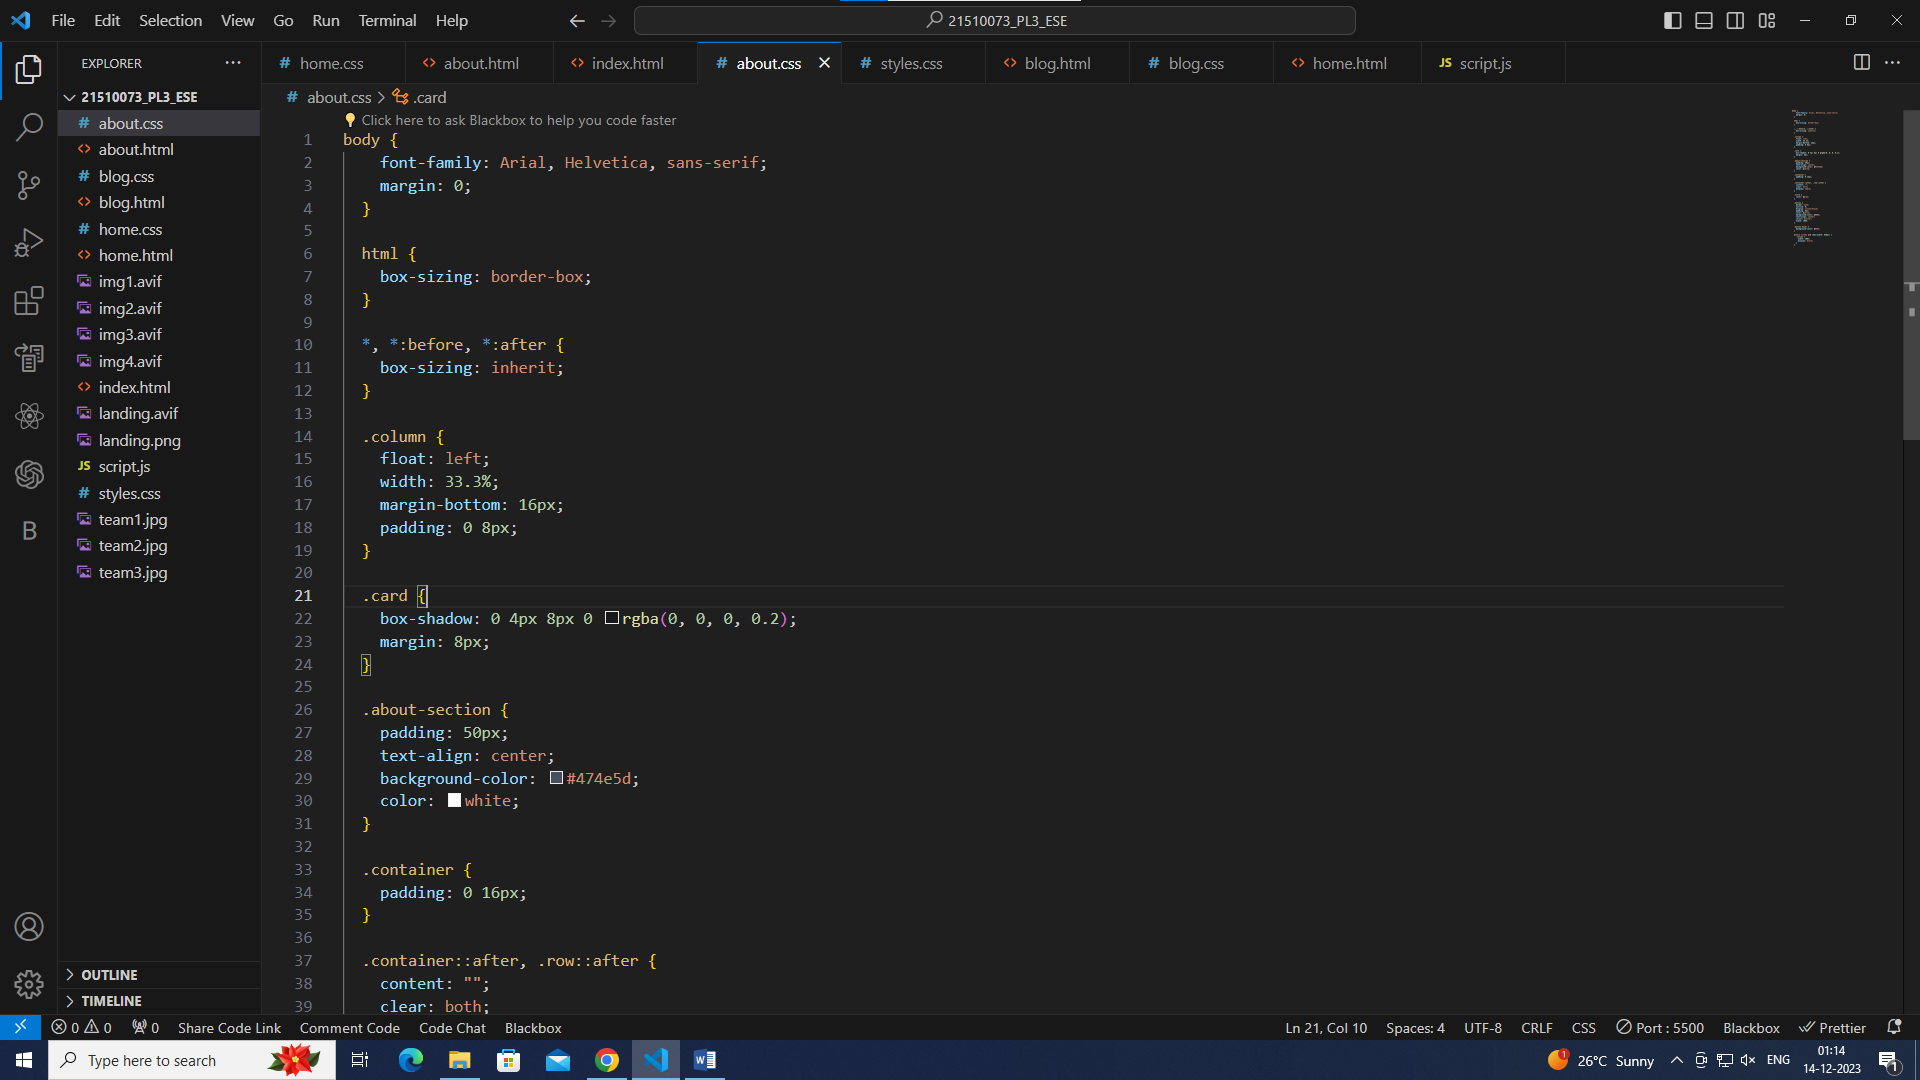 File Edit Selection View Go Run Terminal Help
21510073_PL3_ESE
EXPLORER
home.css about.html index.html about.css styles.css blog.html blog.css home.html JS script.js
21510073_PL3_ESE
about.css
about.html
blog.css
blog.html
home.css
home.html
img1.avif
img2.avif
img3.avif
img4.avif
index.html
landing.avif
landing.png
JS script.js
styles.css
team1.jpg
team2.jpg
team3.jpg
OUTLINE
TIMELINE
# about.css > .card
Click here to ask Blackbox to help you code faster
1 body {
2 font-family: Arial, Helvetica, sans-serif;
3 margin: 0;
4 }
5
6 html {
7 box-sizing: border-box;
8 }
9
10 *, *:before, *:after {
11 box-sizing: inherit;
12 }
13
14 .column {
15 float: left;
16 width: 33.3%;
17 margin-bottom: 16px;
18 padding: 0 8px;
19 }
20
21 .card {
22 box-shadow: 0 4px 8px 0 rgba(0, 0, 0, 0.2);
23 margin: 8px;
24 }
25
26 .about-section {
27 padding: 50px;
28 text-align: center;
29 background-color: #474e5d;
30 color: white;
31 }
32
33 .container {
34 padding: 0 16px;
35 }
36
37 .container::after, .row::after {
38 content: "";
39 clear: both;
0 0 0 Share Code Link Comment Code Code Chat Blackbox Ln 21, Col 10 Spaces: 4 UTF-8 CRLF CSS Port : 5500 Blackbox Prettier
Type here to search 1 26°C Sunny ENG 01:14
14-12-2023 1